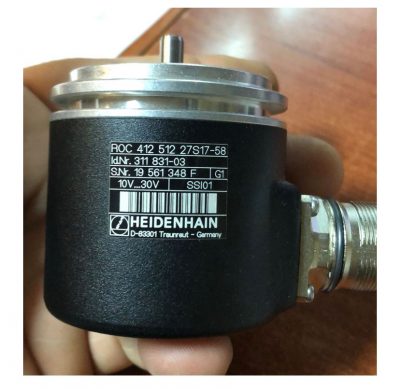 ROC 412 512 27S17-58
Id.Nr. 311 831-03
S.Nr. 19 561 348 F G1
10V...30V SSI01
HEIDENHAIN
D-83301 Traunreut - Germany